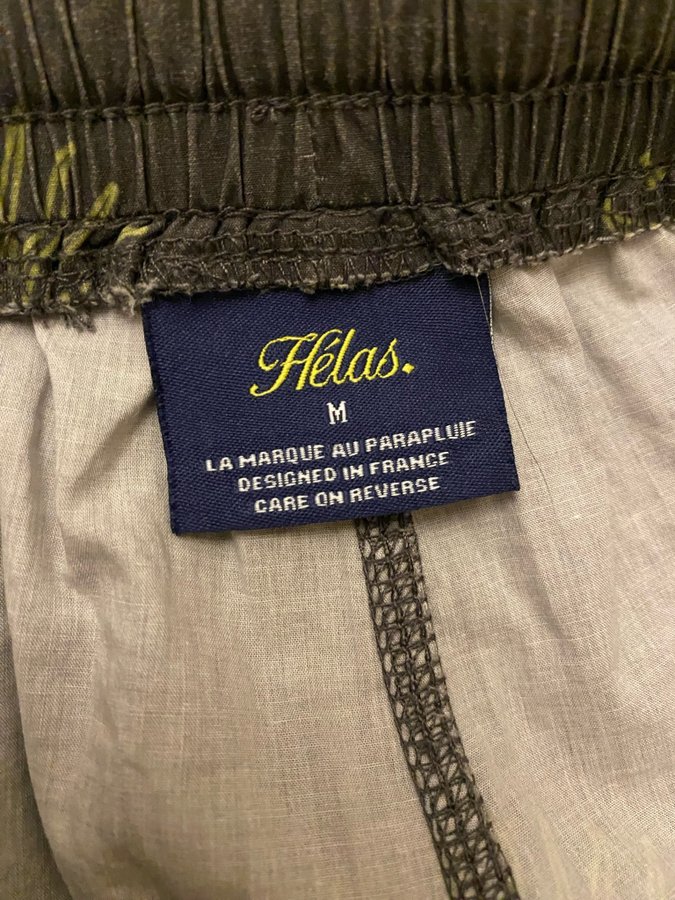 Hélas.
M
LA MARQUE AU PARAPLUIE
DESIGNED IN FRANCE
CARE ON REVERSE